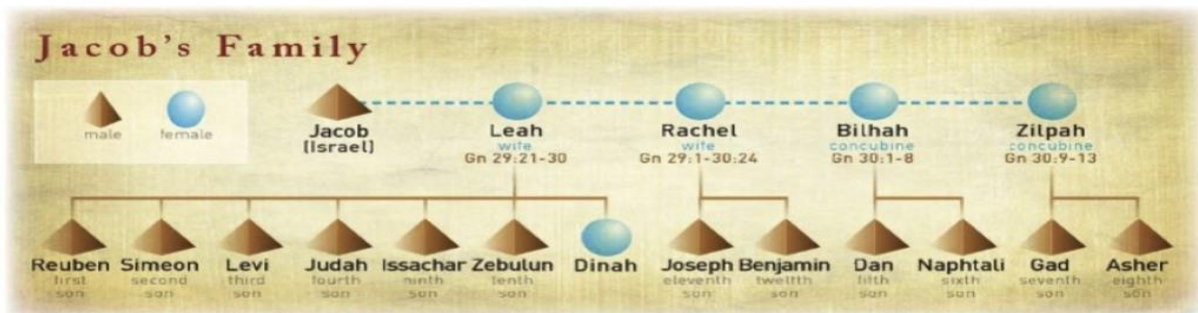 Jacob's Family
male
female
Jacob
(Israel)
Leah
wife
Gn 29:21-30
Rachel
wife
Gn 29:1-30:24
Bilhah
concubine
Gn 30:1-8
Zilpah
concubine
Gn 30:9-13
Reuben
first
son
Simeon
second
son
Levi
third
son
Judah
fourth
son
Issachar
ninth
son
Zebulun
tenth
son
Dinah
Joseph
eleventh
son
Benjamin
twelfth
son
Dan
fifth
son
Naphtali
sixth
son
Gad
seventh
son
Asher
eighth
son